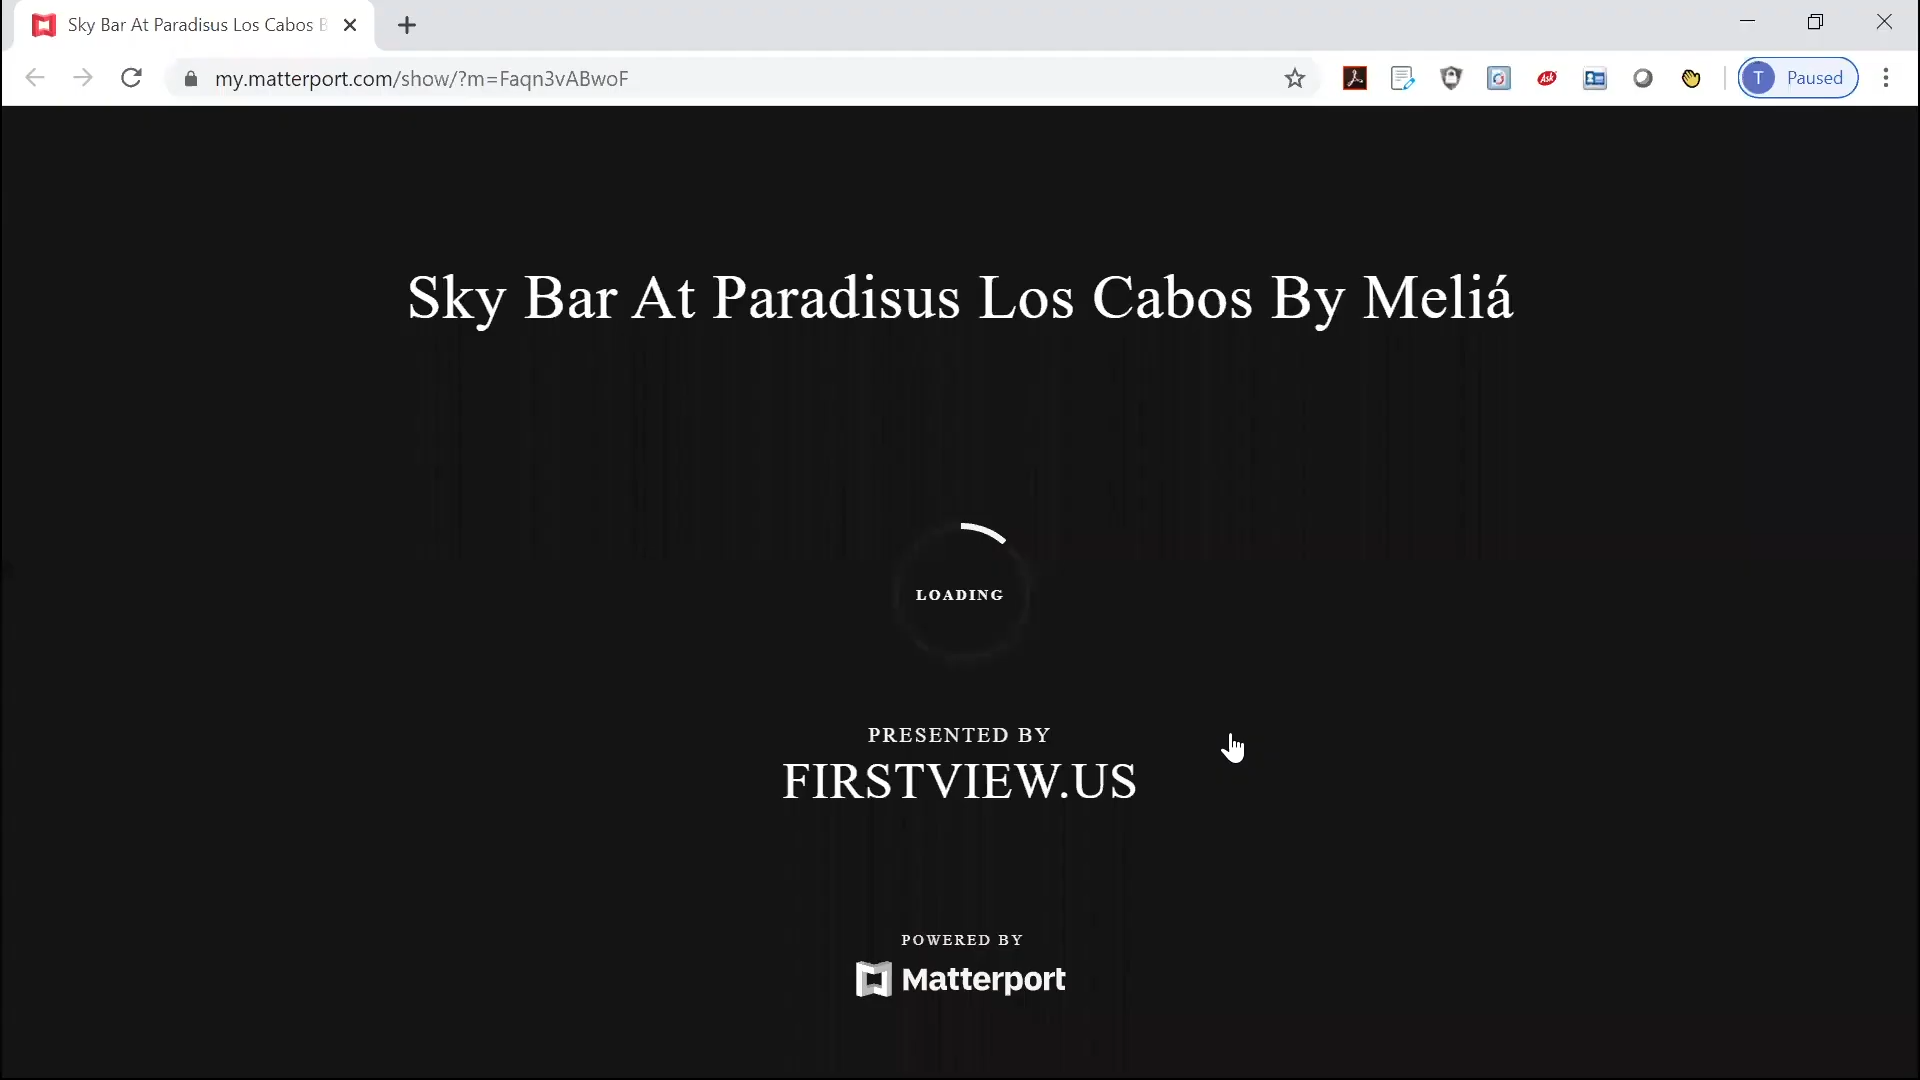 Sky Bar At Paradisus Los Cabos B
my.matterport.com/show/?m=Faqn3vABwoF
Ask
T Paused
Sky Bar At Paradisus Los Cabos By Meliá
LOADING
PRESENTED BY
FIRSTVIEW.US
POWERED BY
Matterport